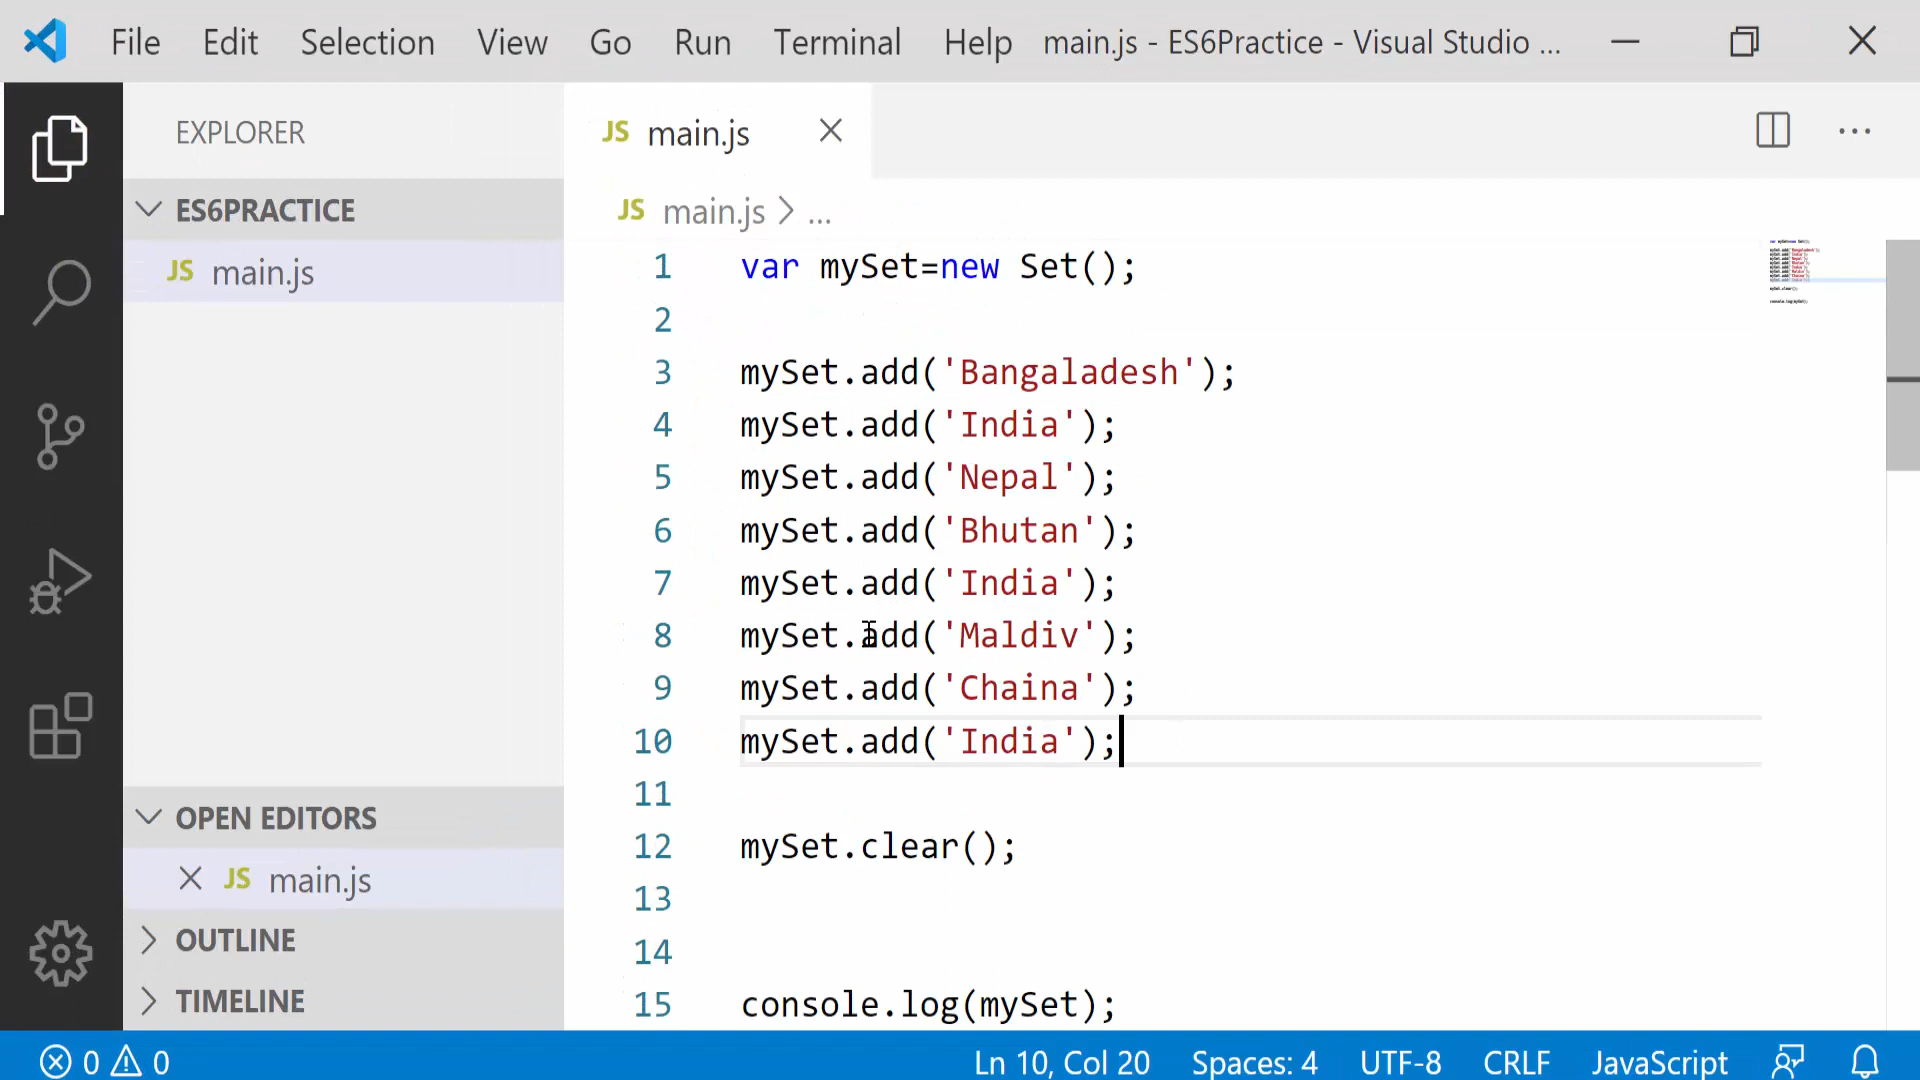 File Edit Selection View Go Run Terminal Help main.js - ES6Practice - Visual Studio ...
EXPLORER
ES6PRACTICE
JS main.js
OPEN EDITORS
JS main.js
OUTLINE
TIMELINE
JS main.js
JS main.js > ...
1 var mySet=new Set();
2
3 mySet.add('Bangaladesh');
4 mySet.add('India');
5 mySet.add('Nepal');
6 mySet.add('Bhutan');
7 mySet.add('India');
8 mySet.add('Maldiv');
9 mySet.add('Chaina');
10 mySet.add('India');
11
12 mySet.clear();
13
14
15 console.log(mySet);
0 0 Ln 10, Col 20 Spaces: 4 UTF-8 CRLF JavaScript